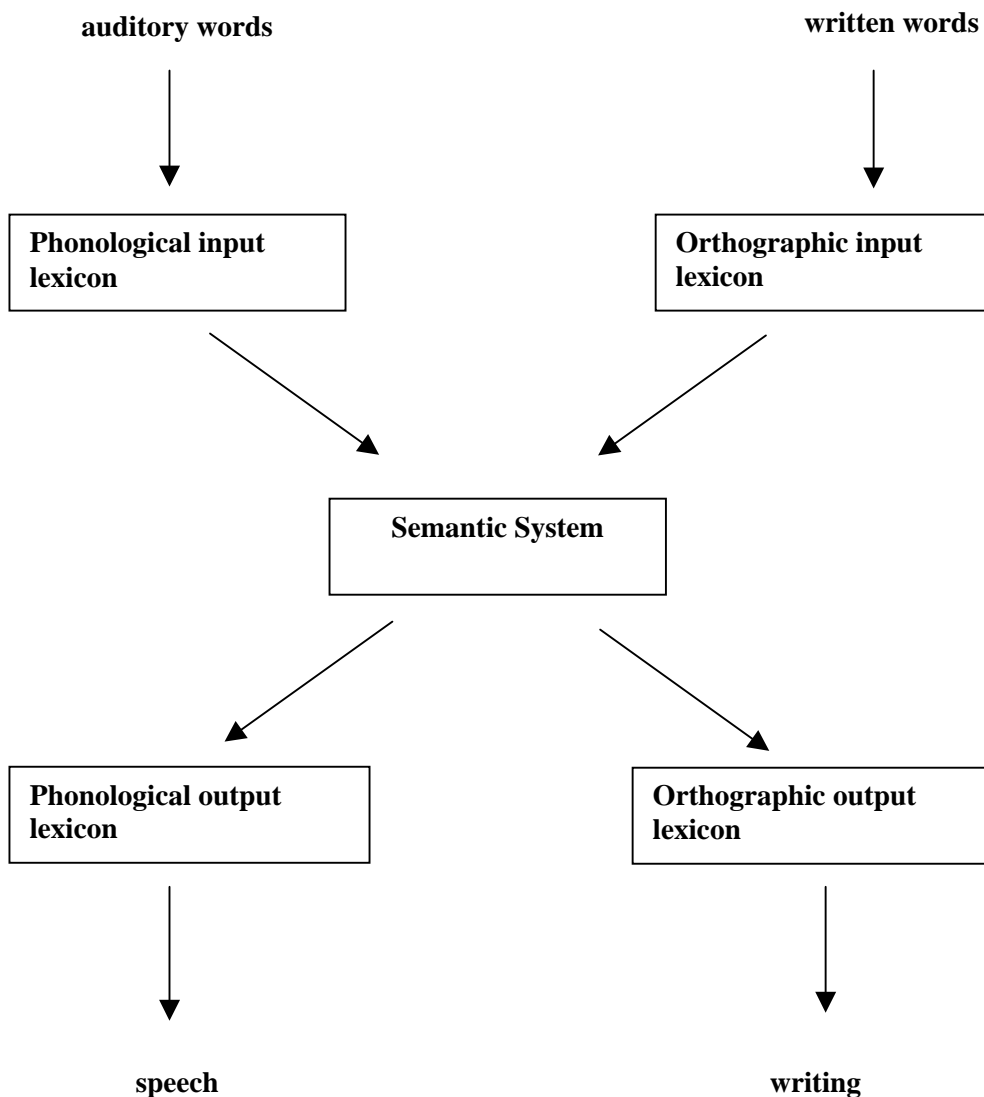 auditory words
written words
Phonological input
lexicon
Orthographic input
lexicon
Semantic System
Phonological output
lexicon
Orthographic output
lexicon
speech
writing